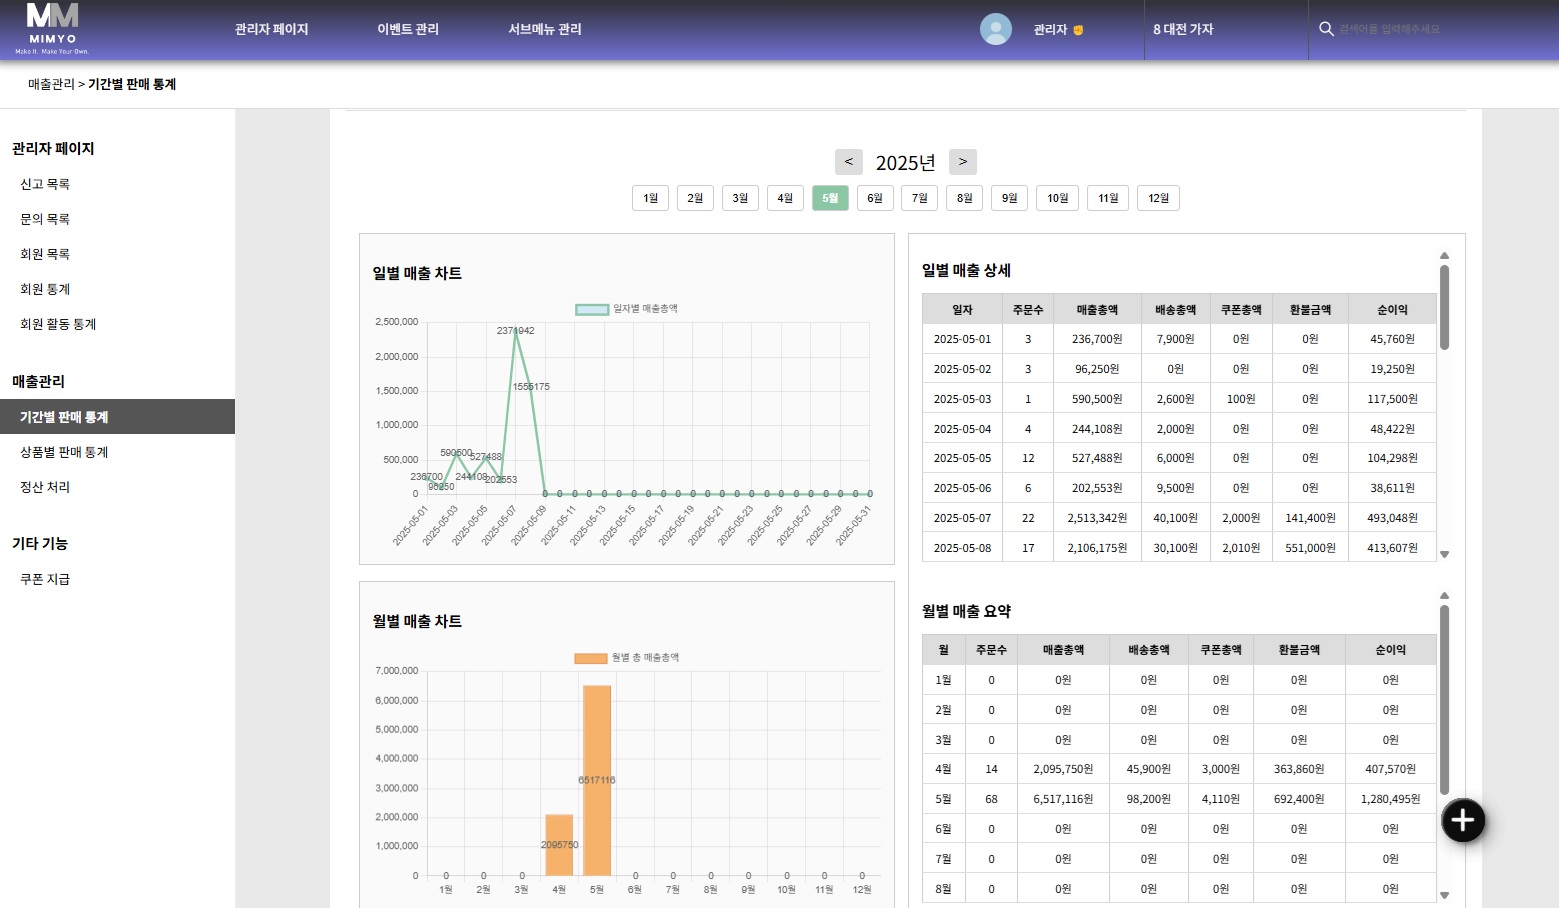 MM
MIMYO
Make It. Make Your Own.
관리자 페이지 이벤트 관리 서브메뉴 관리 관리자 ✊ 8 대전 가자 검색어를 입력해주세요
매출관리 > 기간별 판매 통계
관리자 페이지
신고 목록
문의 목록
회원 목록
회원 통계
회원 활동 통계
매출관리
기간별 판매 통계
상품별 판매 통계
정산 처리
기타 기능
쿠폰 지급
< 2025년 >
1월 2월 3월 4월 5월 6월 7월 8월 9월 10월 11월 12월
일별 매출 차트
일자별 매출총액
2,500,000
2,000,000
1,500,000
1,000,000
500,000
0
236700 96250 590500 244108 527488 202553 2371942 1555175 0 0 0 0 0 0 0 0 0 0 0 0 0 0 0 0 0 0 0 0 0 0 0
2025-05-01 2025-05-03 2025-05-05 2025-05-07 2025-05-09 2025-05-11 2025-05-13 2025-05-15 2025-05-17 2025-05-19 2025-05-21 2025-05-23 2025-05-25 2025-05-27 2025-05-29 2025-05-31
월별 매출 차트
월별 총 매출총액
7,000,000
6,000,000
5,000,000
4,000,000
3,000,000
2,000,000
1,000,000
0
0 0 0 2095750 6517116 0 0 0 0 0 0 0
1월 2월 3월 4월 5월 6월 7월 8월 9월 10월 11월 12월
일별 매출 상세
일자 주문수 매출총액 배송총액 쿠폰총액 환불금액 순이익
2025-05-01 3 236,700원 7,900원 0원 0원 45,760원
2025-05-02 3 96,250원 0원 0원 0원 19,250원
2025-05-03 1 590,500원 2,600원 100원 0원 117,500원
2025-05-04 4 244,108원 2,000원 0원 0원 48,422원
2025-05-05 12 527,488원 6,000원 0원 0원 104,298원
2025-05-06 6 202,553원 9,500원 0원 0원 38,611원
2025-05-07 22 2,513,342원 40,100원 2,000원 141,400원 493,048원
2025-05-08 17 2,106,175원 30,100원 2,010원 551,000원 413,607원
월별 매출 요약
월 주문수 매출총액 배송총액 쿠폰총액 환불금액 순이익
1월 0 0원 0원 0원 0원 0원
2월 0 0원 0원 0원 0원 0원
3월 0 0원 0원 0원 0원 0원
4월 14 2,095,750원 45,900원 3,000원 363,860원 407,570원
5월 68 6,517,116원 98,200원 4,110원 692,400원 1,280,495원
6월 0 0원 0원 0원 0원 0원
7월 0 0원 0원 0원 0원 0원
8월 0 0원 0원 0원 0원 0원